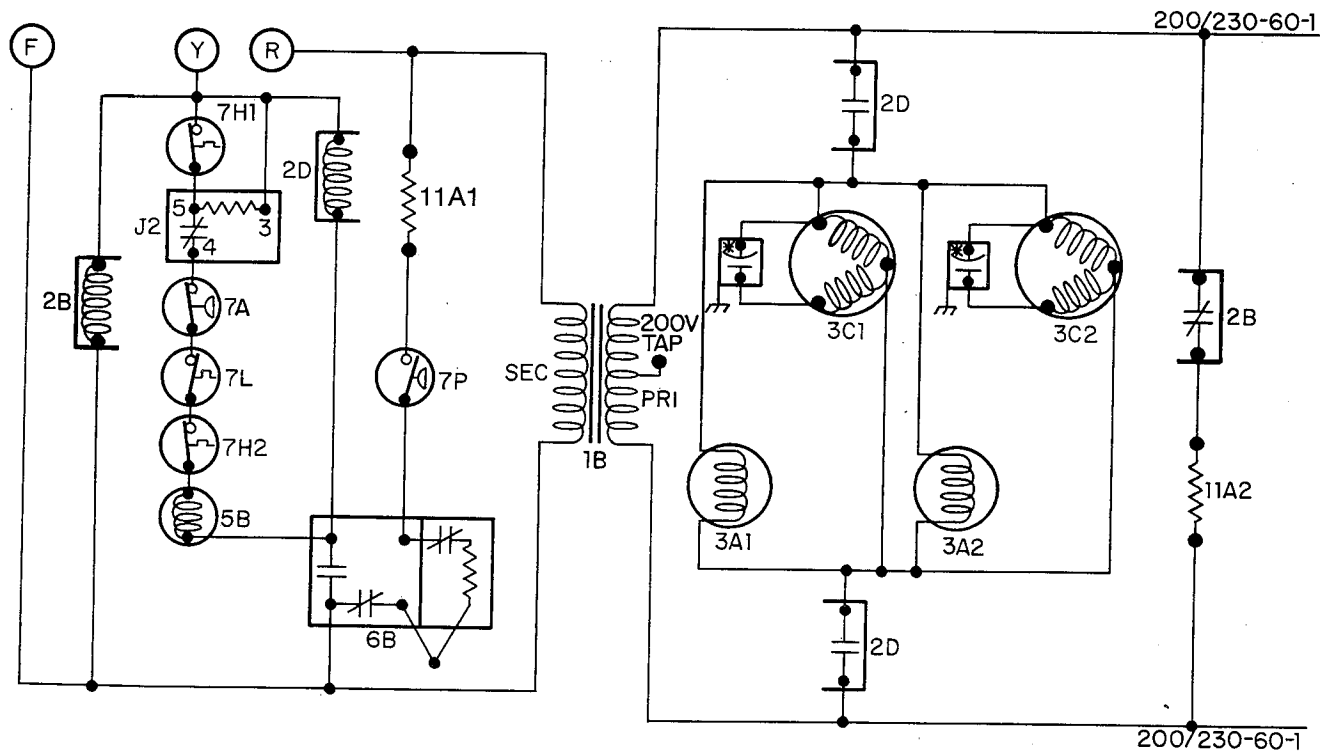 200/230-60-1
F
Y
R
7H1
2D
2D
11A1
5
3
J2
4
2B
7A
7L
7H2
5B
7P
6B
SEC
200V
TAP
PRI
1B
3C1
3C2
2B
3A1
3A2
11A2
2D
200/230-60-1